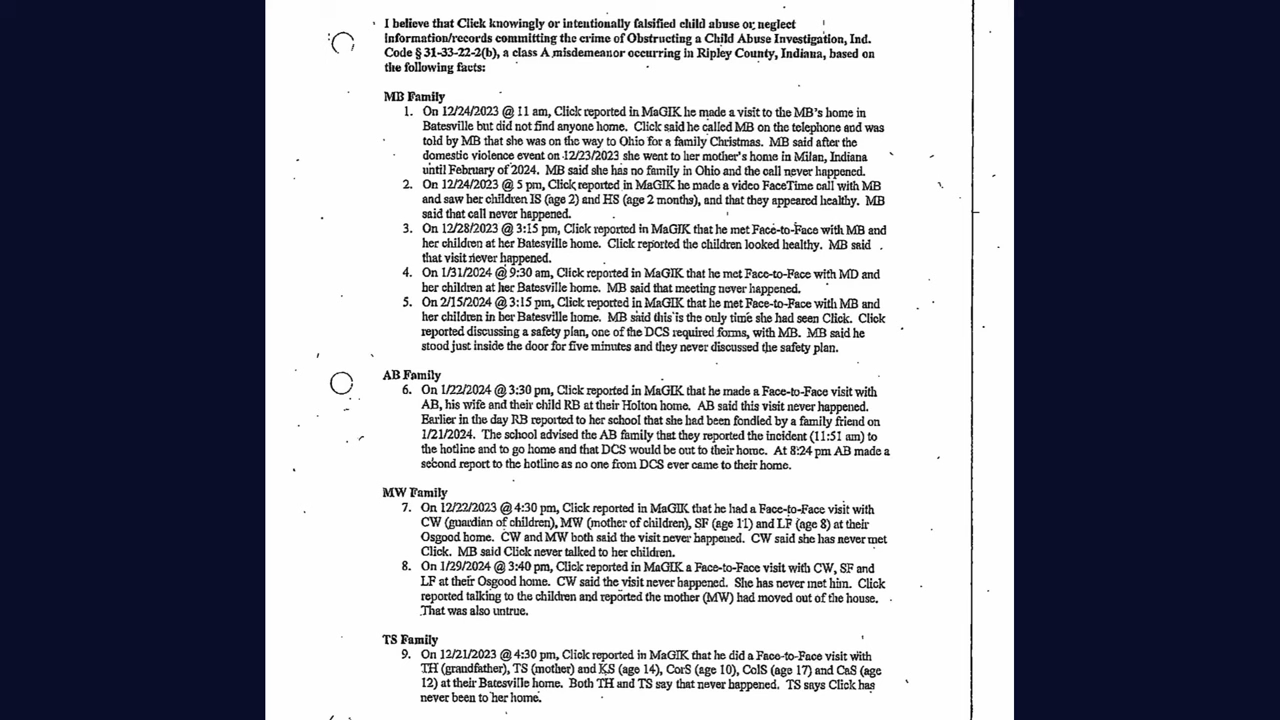 I believe that Click knowingly or intentionally falsified child abuse or neglect
information/records committing the crime of Obstructing a Child Abuse Investigation, Ind.
Code § 31-33-22-2(b), a class A misdemeanor occurring in Ripley County, Indiana, based on
the following facts:
MB Family
1. On 12/24/2023 @ 11 am, Click reported in MaGIK he made a visit to the MB's home in
Batesville but did not find anyone home. Click said he called MB on the telephone and was
told by MB that she was on the way to Ohio for a family Christmas. MB said after the
domestic violence event on 12/23/2023 she went to her mother's home in Milan, Indiana
until February of 2024. MB said she has no family in Ohio and the call never happened.
2. On 12/24/2023 @ 5 pm, Click reported in MaGIK he made a video FaceTime call with MB
and saw her children IS (age 2) and HS (age 2 months), and that they appeared healthy. MB
said that call never happened.
3. On 12/28/2023 @ 3:15 pm, Click reported in MaGIK that he met Face-to-Face with MB and
her children at her Batesville home. Click reported the children looked healthy. MB said
that visit never happened.
4. On 1/31/2024 @ 9:30 am, Click reported in MaGIK that he met Face-to-Face with MD and
her children at her Batesville home. MB said that meeting never happened.
5. On 2/15/2024 @ 3:15 pm, Click reported in MaGIK that he met Face-to-Face with MB and
her children in her Batesville home. MB said this is the only time she had seen Click. Click
reported discussing a safety plan, one of the DCS required forms, with MB. MB said he
stood just inside the door for five minutes and they never discussed the safety plan.
AB Family
6. On 1/22/2024 @ 3:30 pm, Click reported in MaGIK that he made a Face-to-Face visit with
AB, his wife and their child RB at their Holton home. AB said this visit never happened.
Earlier in the day RB reported to her school that she had been fondled by a family friend on
1/21/2024. The school advised the AB family that they reported the incident (11:51 am) to
the hotline and to go home and that DCS would be out to their home. At 8:24 pm AB made a
second report to the hotline as no one from DCS ever came to their home.
MW Family
7. On 12/22/2023 @ 4:30 pm, Click reported in MaGIK that he had a Face-to-Face visit with
CW (guardian of children), MW (mother of children), SF (age 11) and LF (age 8) at their
Osgood home. CW and MW both said the visit never happened. CW said she has never met
Click. MB said Click never talked to her children.
8. On 1/29/2024 @ 3:40 pm, Click reported in MaGIK a Face-to-Face visit with CW, SF and
LF at their Osgood home. CW said the visit never happened. She has never met him. Click
reported talking to the children and reported the mother (MW) had moved out of the house.
That was also untrue.
TS Family
9. On 12/21/2023 @ 4:30 pm, Click reported in MaGIK that he did a Face-to-Face visit with
TH (grandfather), TS (mother) and KS (age 14), CorS (age 10), ColS (age 17) and CaS (age
12) at their Batesville home. Both TH and TS say that never happened. TS says Click has
never been to her home.